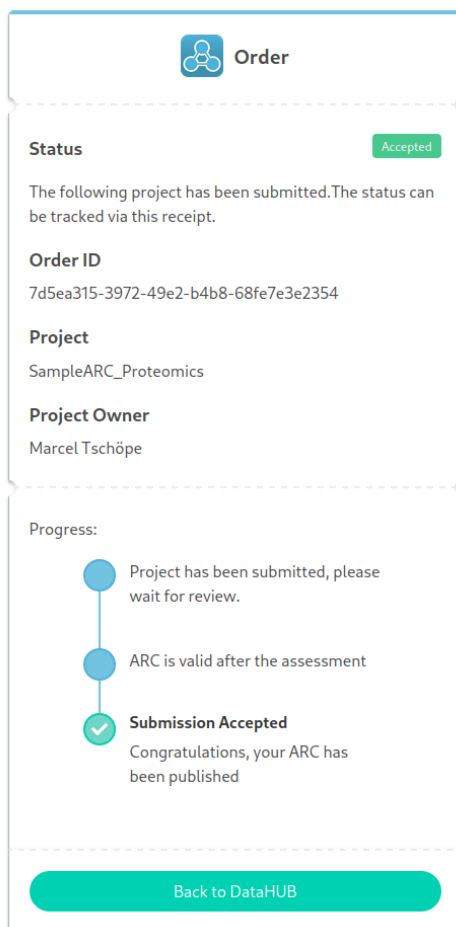 Order
Status
Accepted
The following project has been submitted.The status can
be tracked via this receipt.
Order ID
7d5ea315-3972-49e2-b4b8-68fe7e3e2354
Project
SampleARC_Proteomics
Project Owner
Marcel Tschöpe
Progress:
Project has been submitted, please
wait for review.
ARC is valid after the assessment
Submission Accepted
Congratulations, your ARC has
been published
Back to DataHUB